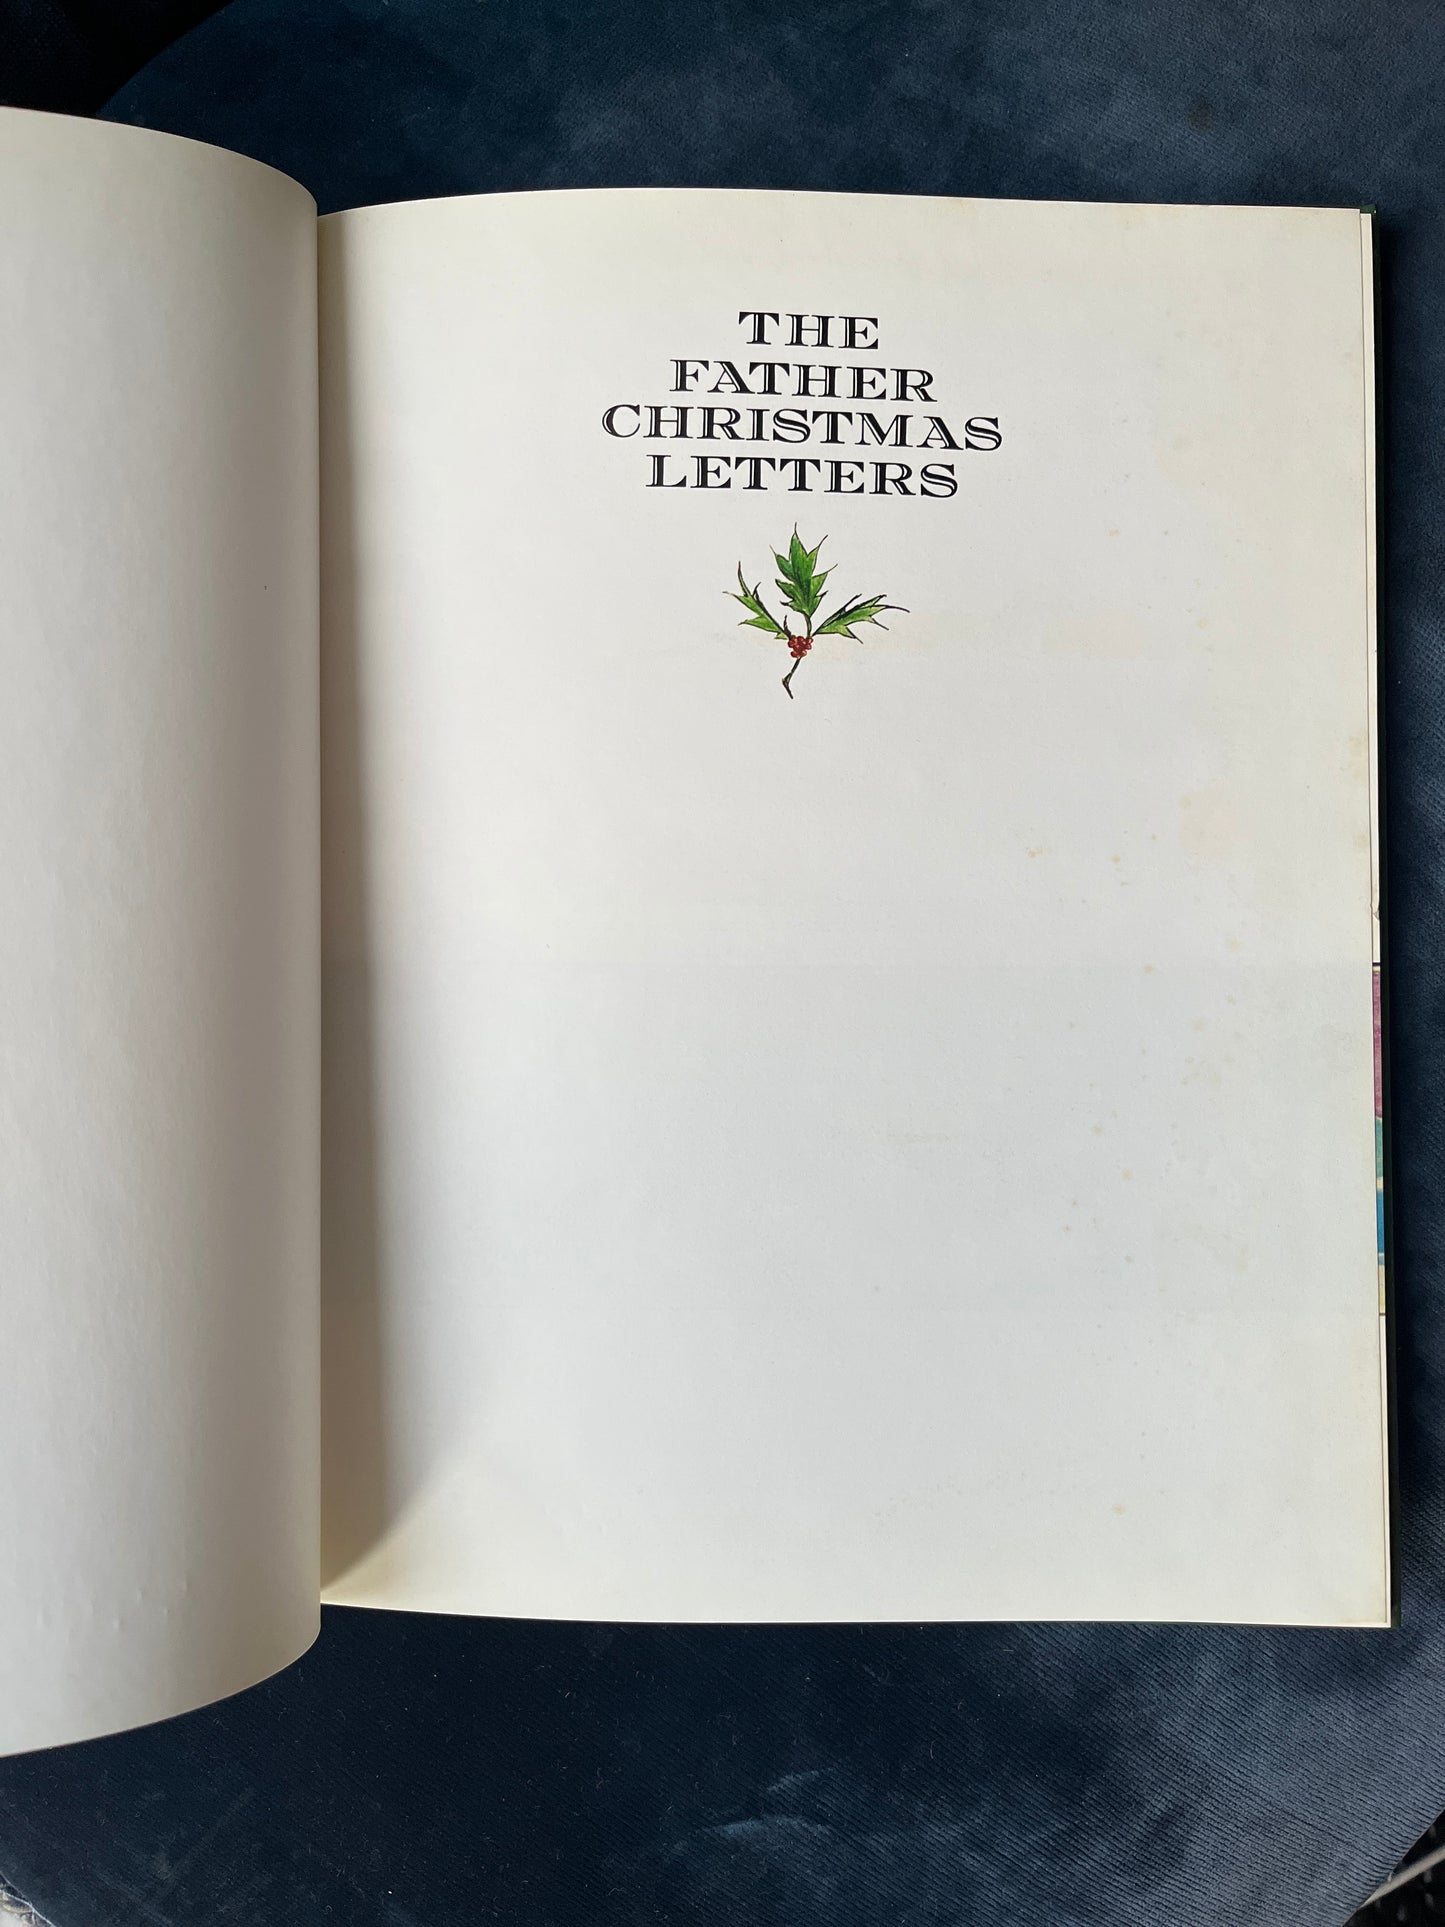 THE
FATHER
CHRISTMAS
LETTERS